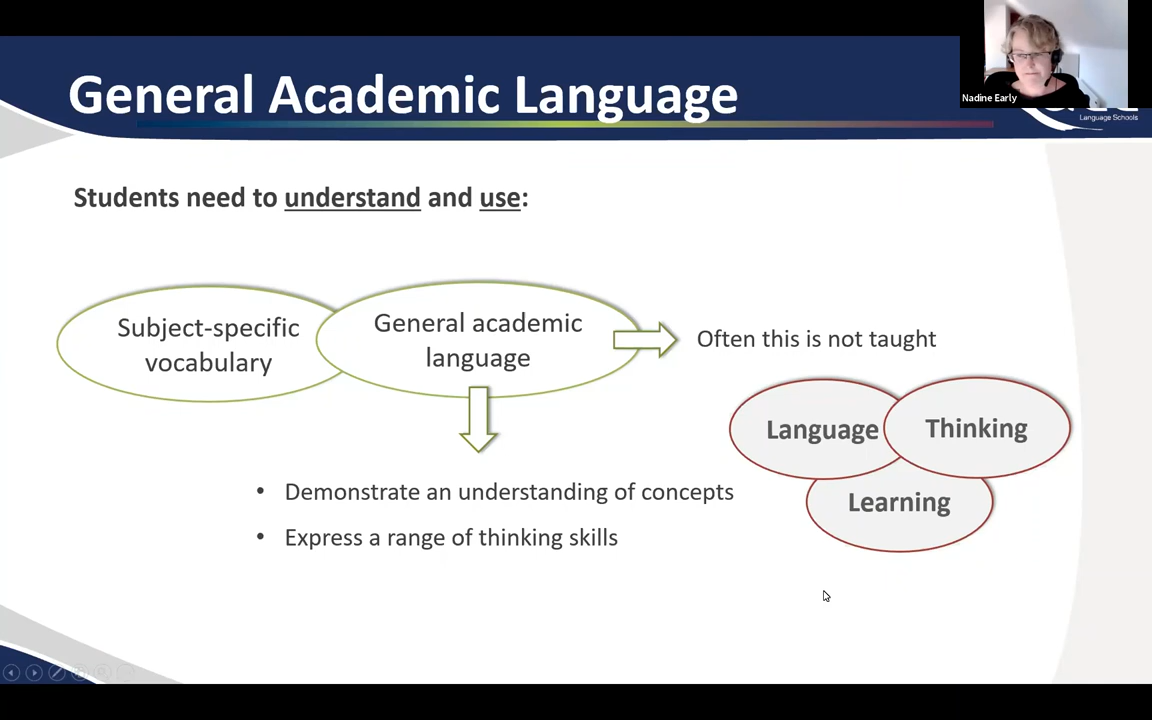 General Academic Language
Nadine Early
Language Schools
Students need to understand and use:
Subject-specific
vocabulary
General academic
language
Often this is not taught
Language
Thinking
Learning
• Demonstrate an understanding of concepts
• Express a range of thinking skills